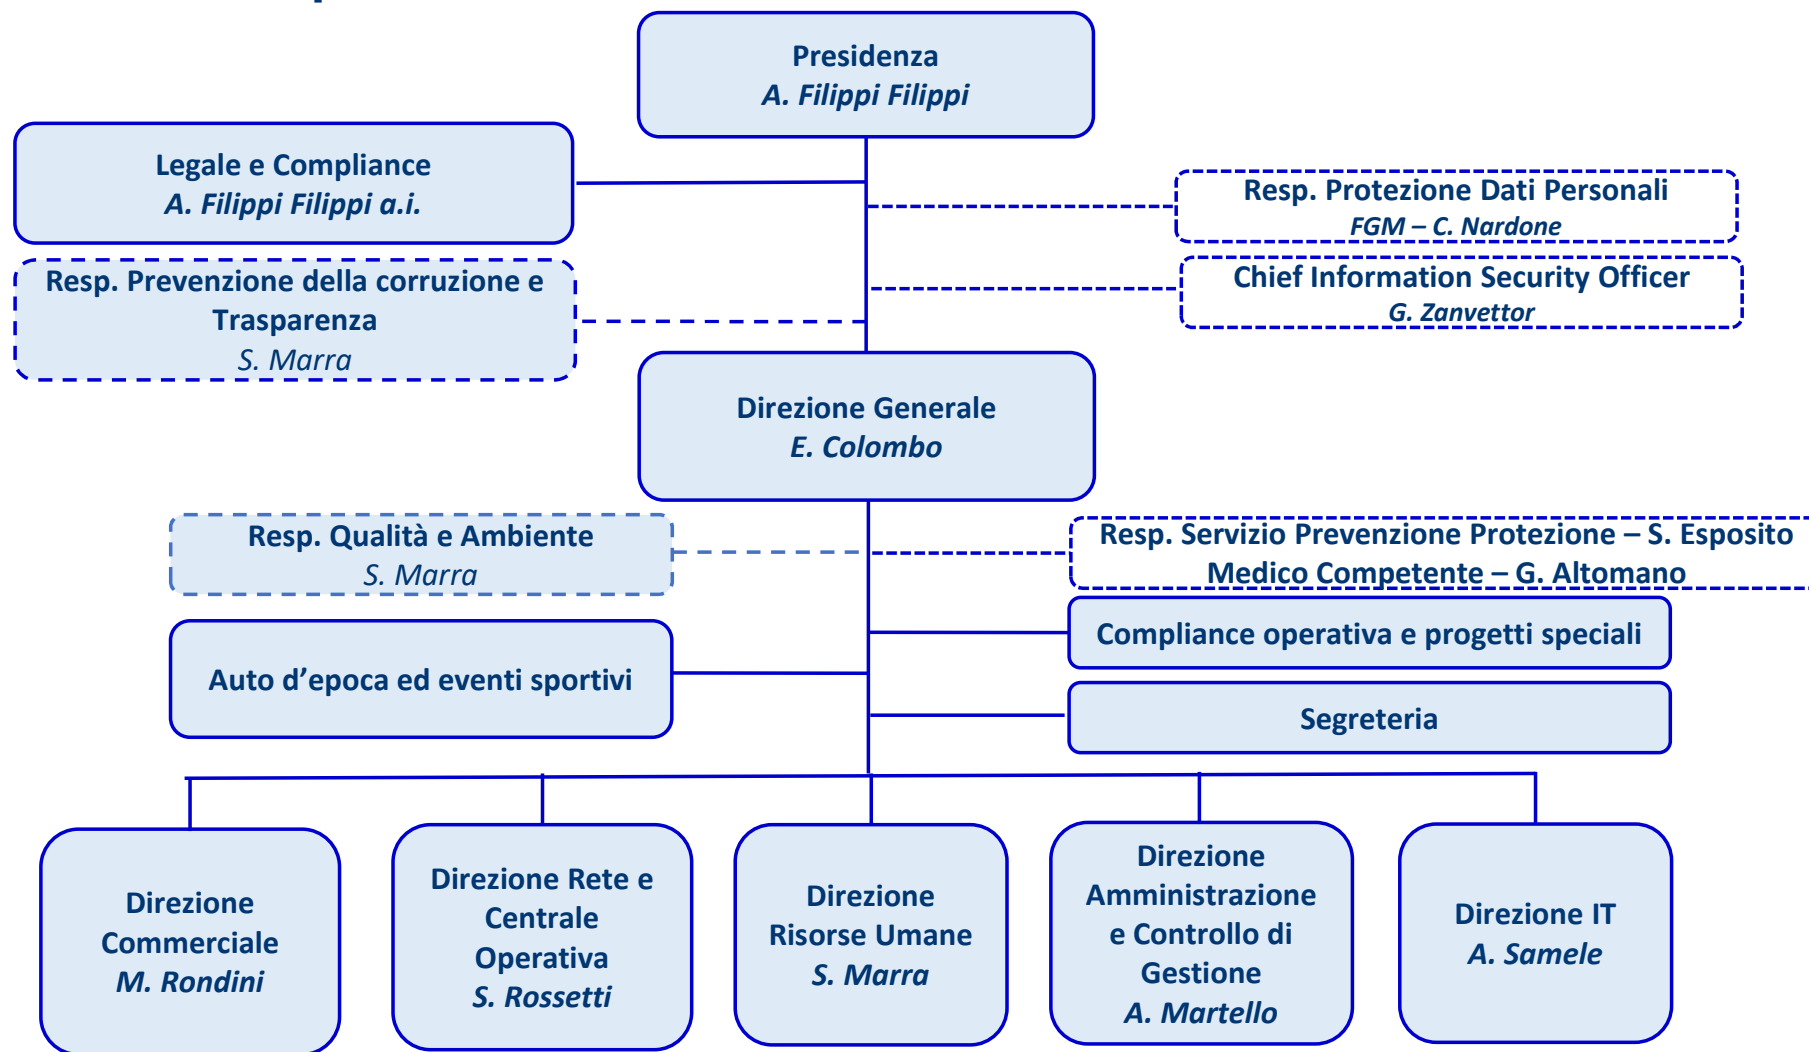 Presidenza
A. Filippi Filippi
Legale e Compliance
A. Filippi Filippi a.i.
Resp. Protezione Dati Personali
FGM – C. Nardone
Resp. Prevenzione della corruzione e
Trasparenza
S. Marra
Chief Information Security Officer
G. Zanvettor
Direzione Generale
E. Colombo
Resp. Qualità e Ambiente
S. Marra
Resp. Servizio Prevenzione Protezione – S. Esposito
Medico Competente – G. Altomano
Compliance operativa e progetti speciali
Auto d’epoca ed eventi sportivi
Segreteria
Direzione
Commerciale
M. Rondini
Direzione Rete e
Centrale
Operativa
S. Rossetti
Direzione
Risorse Umane
S. Marra
Direzione
Amministrazione
e Controllo di
Gestione
A. Martello
Direzione IT
A. Samele